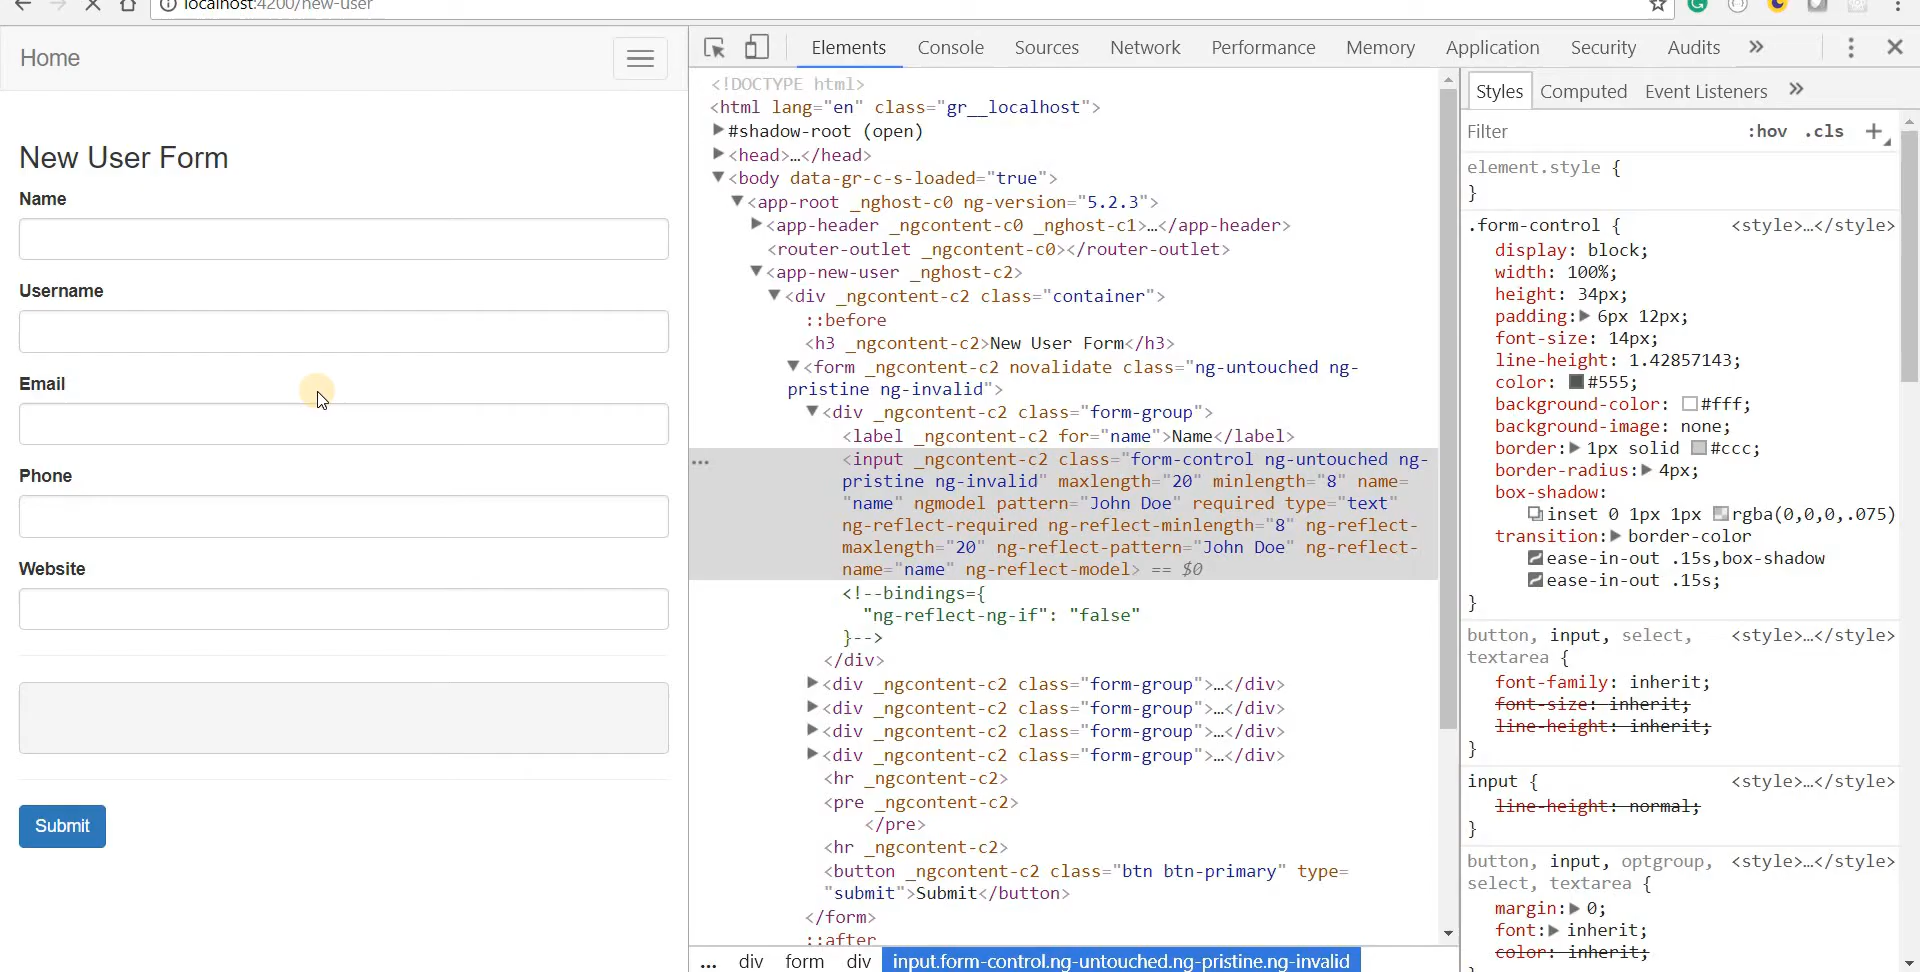 localhost:4200/new-user
Home
New User Form
Name
Username
Email
Phone
Website
Submit
Elements Console Sources Network Performance Memory Application Security Audits »
<!DOCTYPE html>
<html lang="en" class="gr__localhost">
▶#shadow-root (open)
▶<head>…</head>
▼<body data-gr-c-s-loaded="true">
▼<app-root _nghost-c0 ng-version="5.2.3">
▶<app-header _ngcontent-c0 _nghost-c1>…</app-header>
<router-outlet _ngcontent-c0></router-outlet>
▼<app-new-user _nghost-c2>
▼<div _ngcontent-c2 class="container">
::before
<h3 _ngcontent-c2>New User Form</h3>
▼<form _ngcontent-c2 novalidate class="ng-untouched ng-
pristine ng-invalid">
▼<div _ngcontent-c2 class="form-group">
<label _ngcontent-c2 for="name">Name</label>
... <input _ngcontent-c2 class="form-control ng-untouched ng-
pristine ng-invalid" maxlength="20" minlength="8" name=
"name" ngmodel pattern="John Doe" required type="text"
ng-reflect-required ng-reflect-minlength="8" ng-reflect-
maxlength="20" ng-reflect-pattern="John Doe" ng-reflect-
name="name" ng-reflect-model> == $0
<!--bindings={
"ng-reflect-ng-if": "false"
}-->
</div>
▶<div _ngcontent-c2 class="form-group">…</div>
▶<div _ngcontent-c2 class="form-group">…</div>
▶<div _ngcontent-c2 class="form-group">…</div>
▶<div _ngcontent-c2 class="form-group">…</div>
<hr _ngcontent-c2>
<pre _ngcontent-c2>
</pre>
<hr _ngcontent-c2>
<button _ngcontent-c2 class="btn btn-primary" type=
"submit">Submit</button>
</form>
::after
... div form div input.form-control.ng-untouched.ng-pristine.ng-invalid
Styles Computed Event Listeners »
Filter :hov .cls +
element.style {
}
.form-control { <style>…</style>
display: block;
width: 100%;
height: 34px;
padding:▶ 6px 12px;
font-size: 14px;
line-height: 1.42857143;
color: #555;
background-color: #fff;
background-image: none;
border:▶ 1px solid #ccc;
border-radius:▶ 4px;
box-shadow:
inset 0 1px 1px rgba(0,0,0,.075)
transition:▶ border-color
ease-in-out .15s,box-shadow
ease-in-out .15s;
}
button, input, select, <style>…</style>
textarea {
font-family: inherit;
font-size: inherit;
line-height: inherit;
}
input { <style>…</style>
line-height: normal;
}
button, input, optgroup, <style>…</style>
select, textarea {
margin:▶ 0;
font:▶ inherit;
color: inherit;